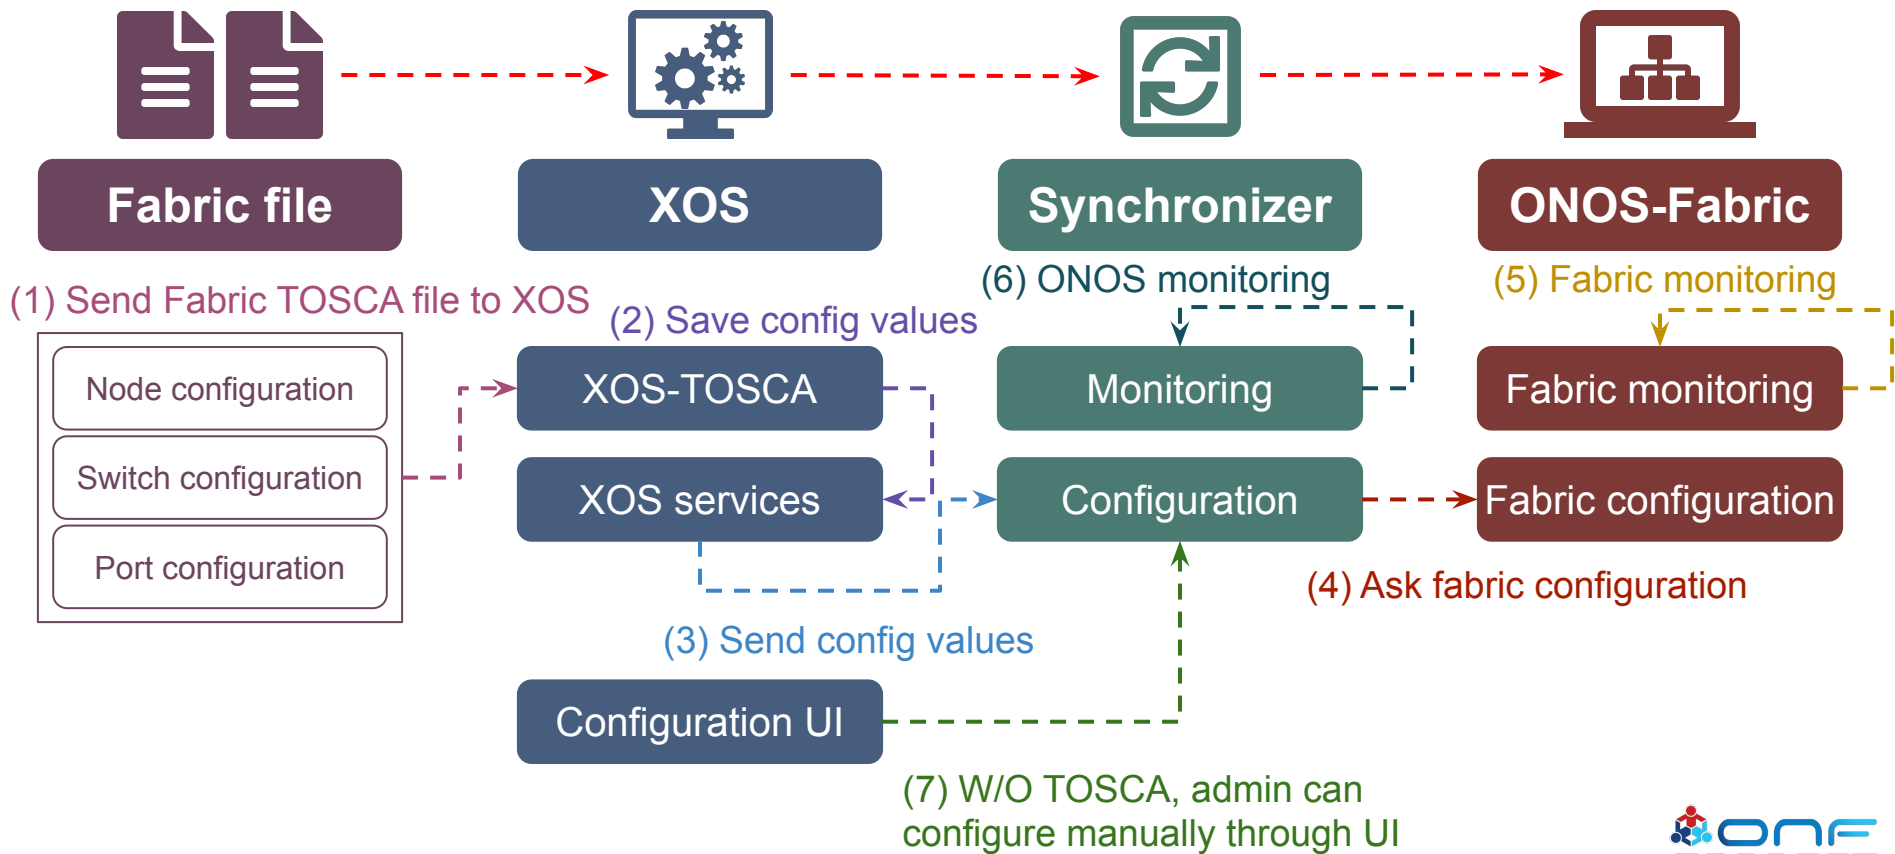 Fabric file
XOS
Synchronizer
ONOS-Fabric
(1) Send Fabric TOSCA file to XOS
(2) Save config values
(6) ONOS monitoring
(5) Fabric monitoring
Node configuration
Switch configuration
Port configuration
XOS-TOSCA
XOS services
Monitoring
Configuration
Fabric monitoring
Fabric configuration
(4) Ask fabric configuration
(3) Send config values
Configuration UI
(7) W/O TOSCA, admin can
configure manually through UI
ONF